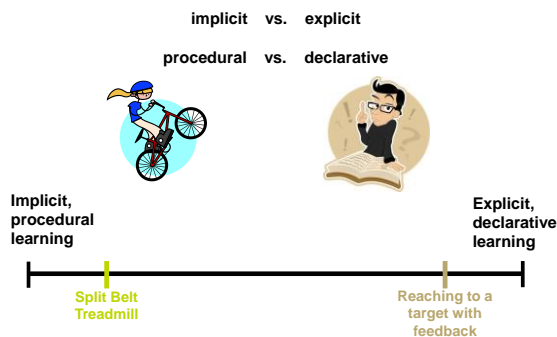 implicit vs. explicit
procedural vs. declarative
Implicit,
procedural
learning
Explicit,
declarative
learning
Split Belt
Treadmill
Reaching to a
target with
feedback